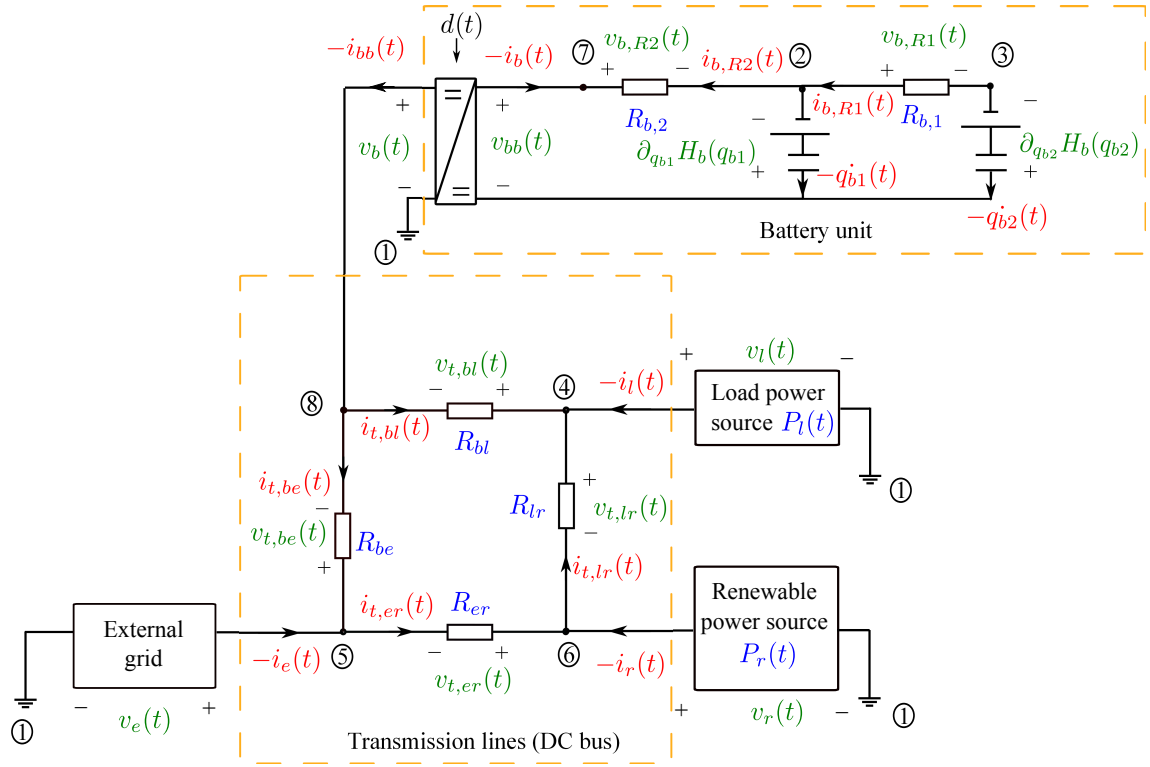 d(t)
−i_{bb}(t)
−i_b(t)
⑦
v_{b,R2}(t)
i_{b,R2}(t)
②
v_{b,R1}(t)
③
+
−
+
−
+
+
−
−
v_b(t)
=
v_{bb}(t)
R_{b,2}
i_{b,R1}(t)
R_{b,1}
∂_{q_{b1}}H_b(q_{b1})
∂_{q_{b2}}H_b(q_{b2})
+
+
−
=
−
−\dot{q_{b1}}(t)
−\dot{q_{b2}}(t)
Battery unit
①
+
v_l(t)
−
v_{t,bl}(t)
−
+
④
−i_l(t)
Load power
source P_l(t)
⑧
i_{t,bl}(t)
R_{bl}
i_{t,be}(t)
+
①
R_{lr}
v_{t,lr}(t)
−
v_{t,be}(t)
R_{be}
−
+
i_{t,lr}(t)
Renewable
power source
P_r(t)
i_{t,er}(t)
R_{er}
External
grid
−i_e(t)
⑤
−
+
⑥
−i_r(t)
v_{t,er}(t)
−
v_e(t)
+
①
+
v_r(t)
−
①
Transmission lines (DC bus)